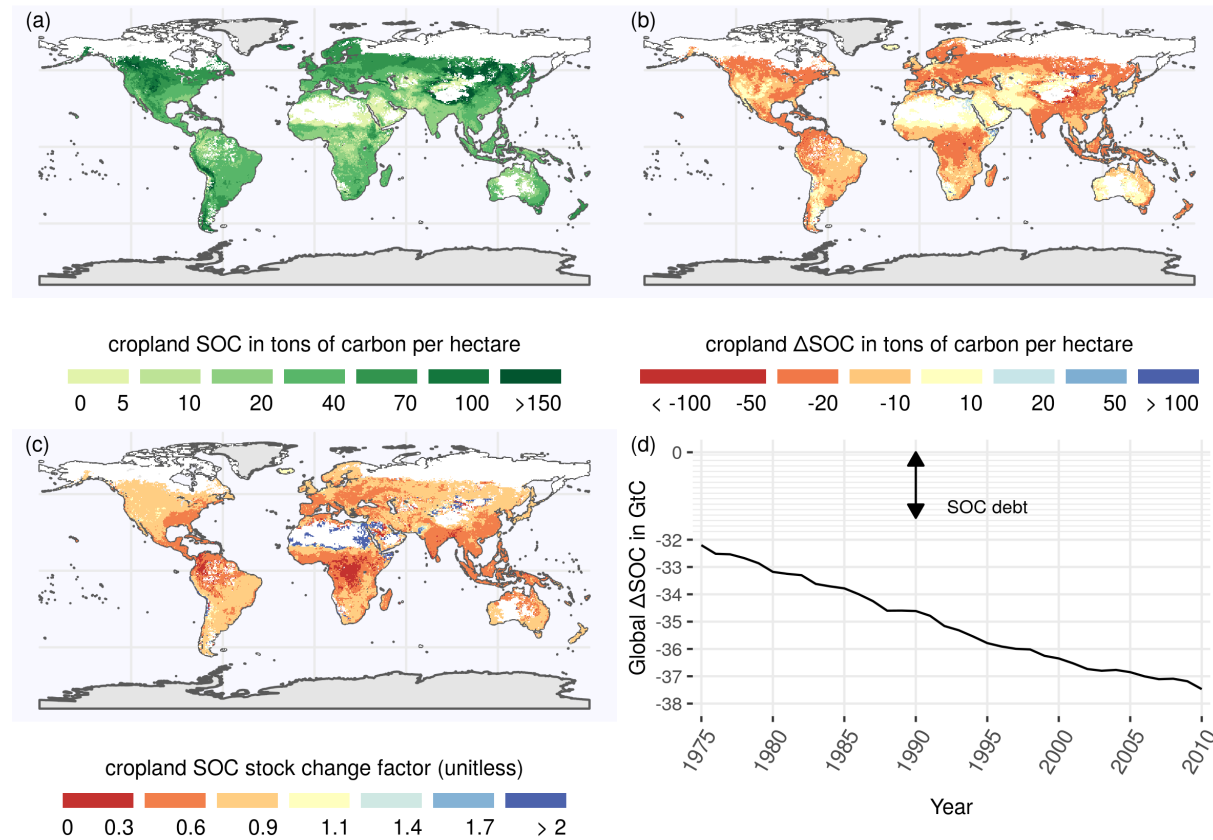 (a)
(b)
cropland SOC in tons of carbon per hectare
0 5 10 20 40 70 100 >150
cropland ΔSOC in tons of carbon per hectare
< -100 -50 -20 -10 10 20 50 > 100
(c)
cropland SOC stock change factor (unitless)
0 0.3 0.6 0.9 1.1 1.4 1.7 > 2
(d)
Global ΔSOC in GtC
0
SOC debt
-32
-33
-34
-35
-36
-37
-38
1975 1980 1985 1990 1995 2000 2005 2010
Year